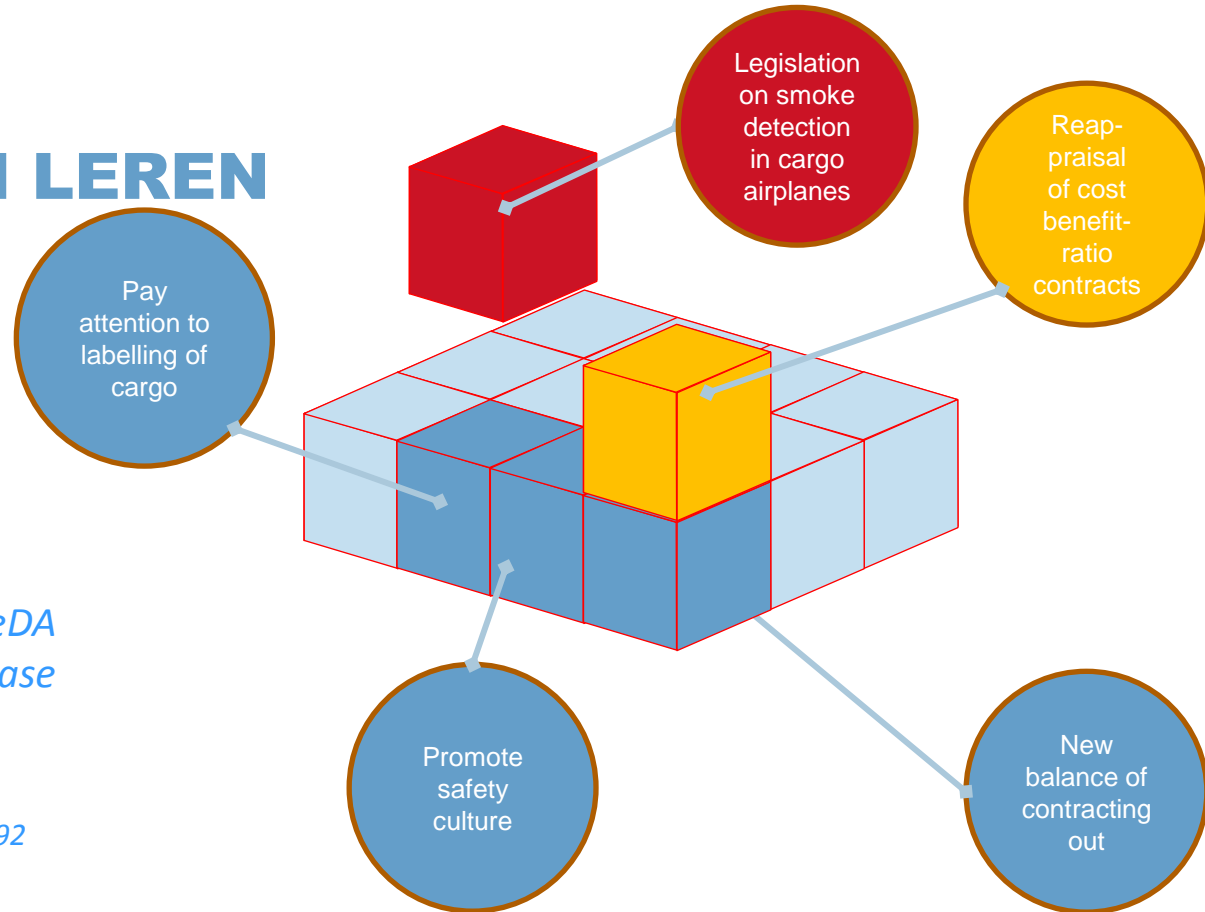 LEREN
Legislation
on smoke
detection
in cargo
airplanes
Reap-
praisal
of cost
benefit-
ratio
contracts
Pay
attention to
labelling of
cargo
eDA
ase
92
Promote
safety
culture
New
balance of
contracting
out